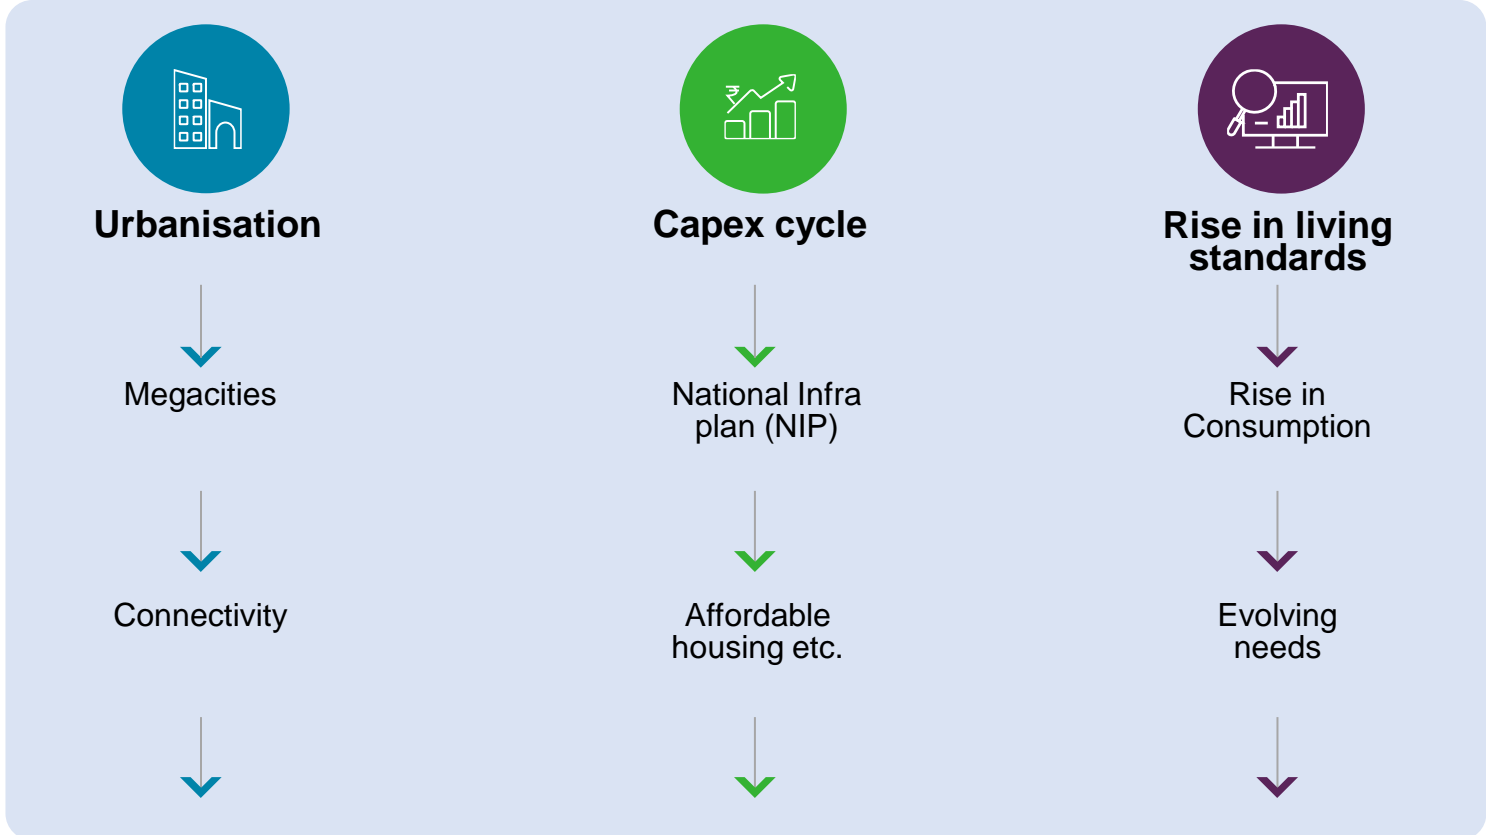 Urbanisation
Capex cycle
Rise in living
standards
Megacities
National Infra
plan (NIP)
Rise in
Consumption
Connectivity
Affordable
housing etc.
Evolving
needs